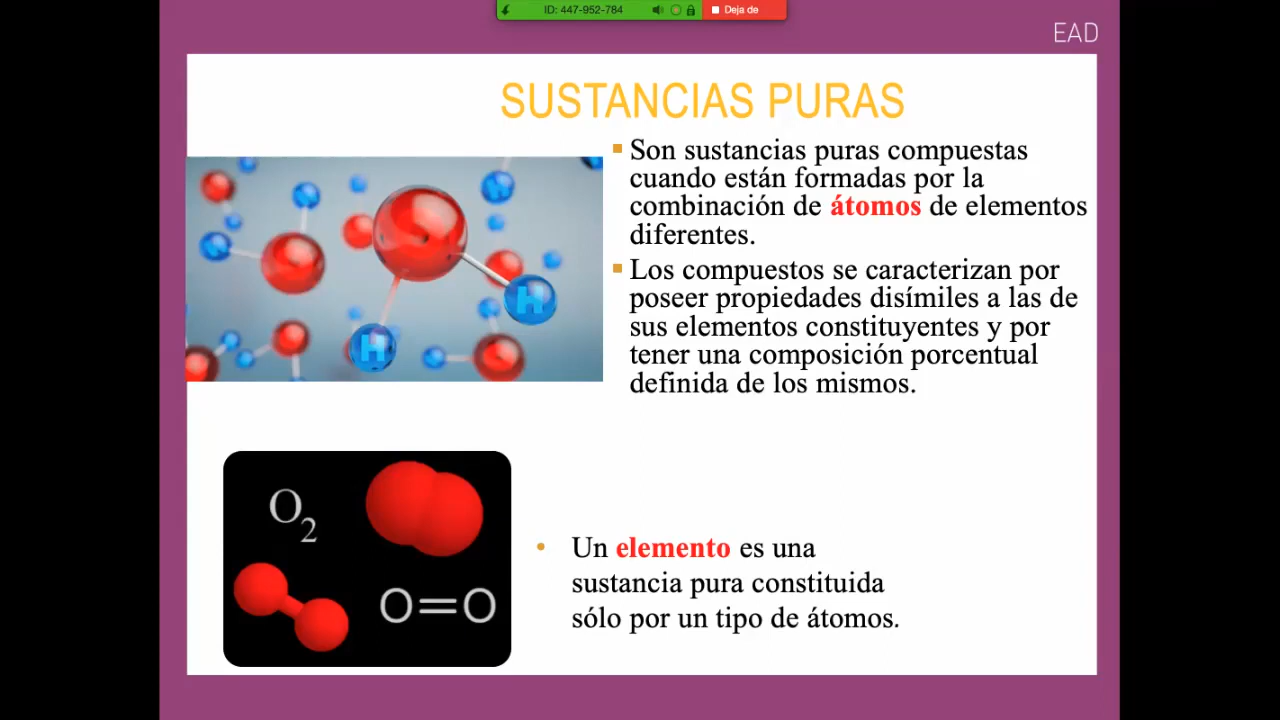 ID: 447-952-784
Deja de
EAD
SUSTANCIAS PURAS
Son sustancias puras compuestas
cuando están formadas por la
combinación de átomos de elementos
diferentes.
Los compuestos se caracterizan por
poseer propiedades disímiles a las de
sus elementos constituyentes y por
tener una composición porcentual
definida de los mismos.
H
H
O2
O=O
Un elemento es una
sustancia pura constituida
sólo por un tipo de átomos.